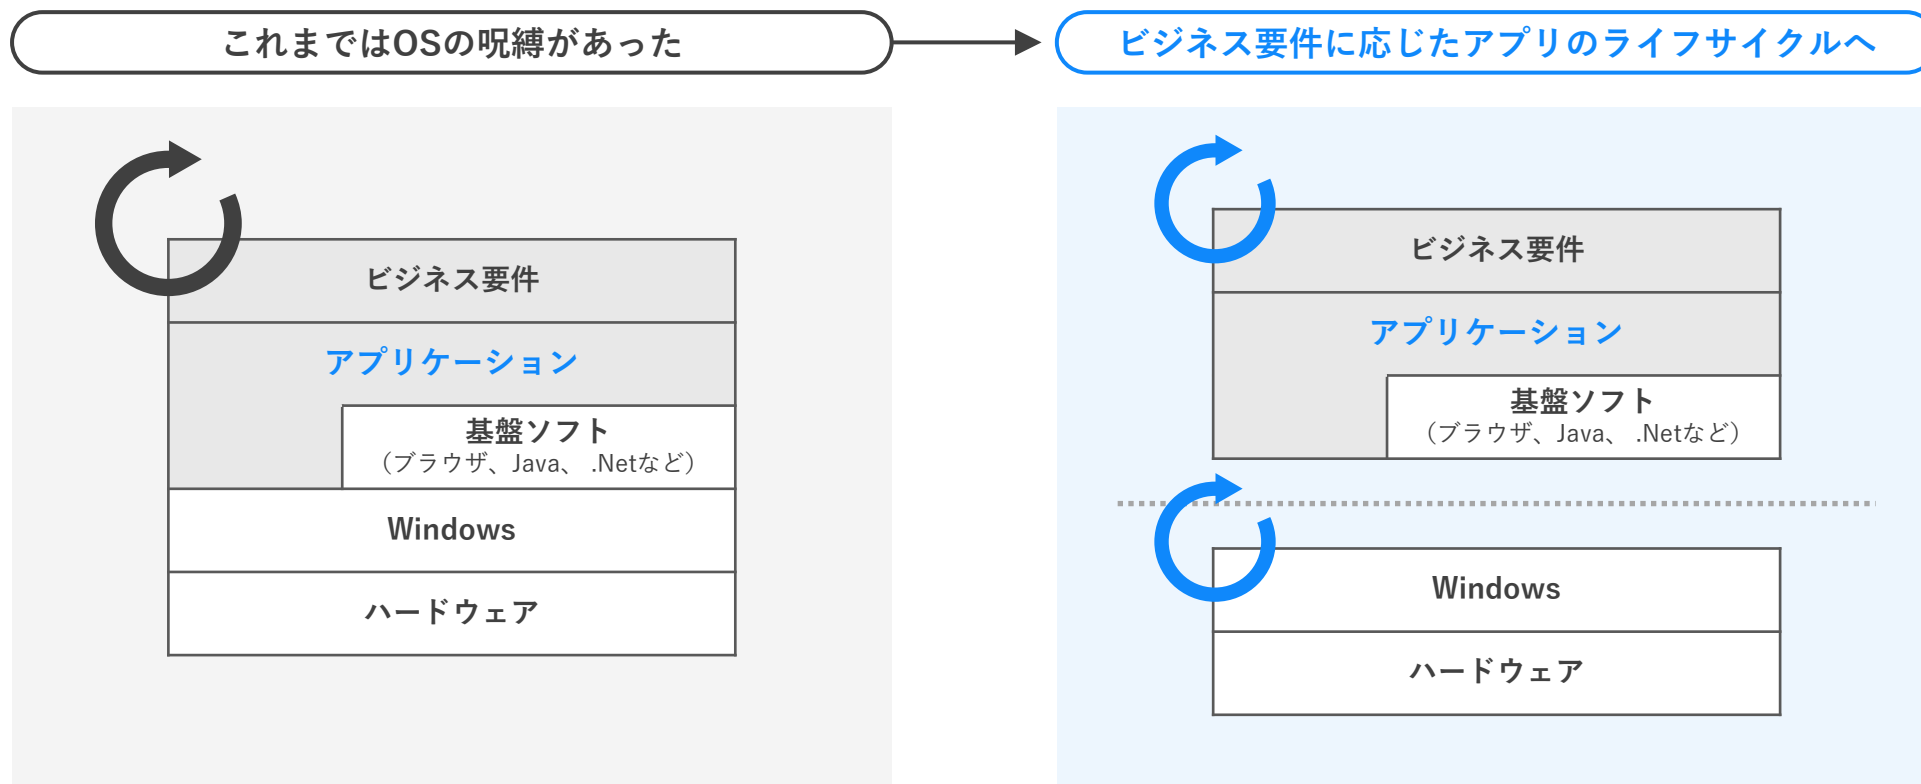 これまではOSの呪縛があった
ビジネス要件に応じたアプリのライフサイクルへ
ビジネス要件
アプリケーション
基盤ソフト
（ブラウザ、Java、 .Netなど）
Windows
ハードウェア
ビジネス要件
アプリケーション
基盤ソフト
（ブラウザ、Java、 .Netなど）
Windows
ハードウェア